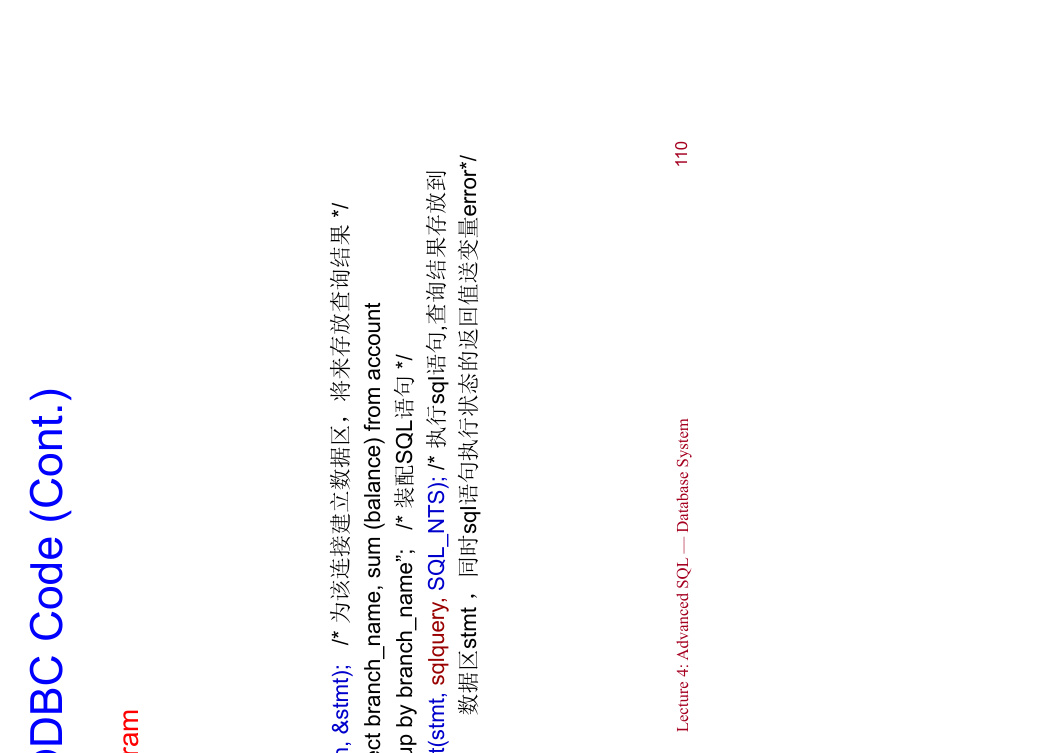 DBC Code (Cont.)
ram
, &stmt); /* 为该连接建立数据区，将来存放查询结果 */
ct branch_name, sum (balance) from account
up by branch_name”; /* 装配SQL语句 */
t(stmt, sqlquery, SQL_NTS); /* 执行sql语句,查询结果存放到
数据区stmt ，同时sql语句执行状态的返回值送变量error*/
Lecture 4: Advanced SQL — Database System
110